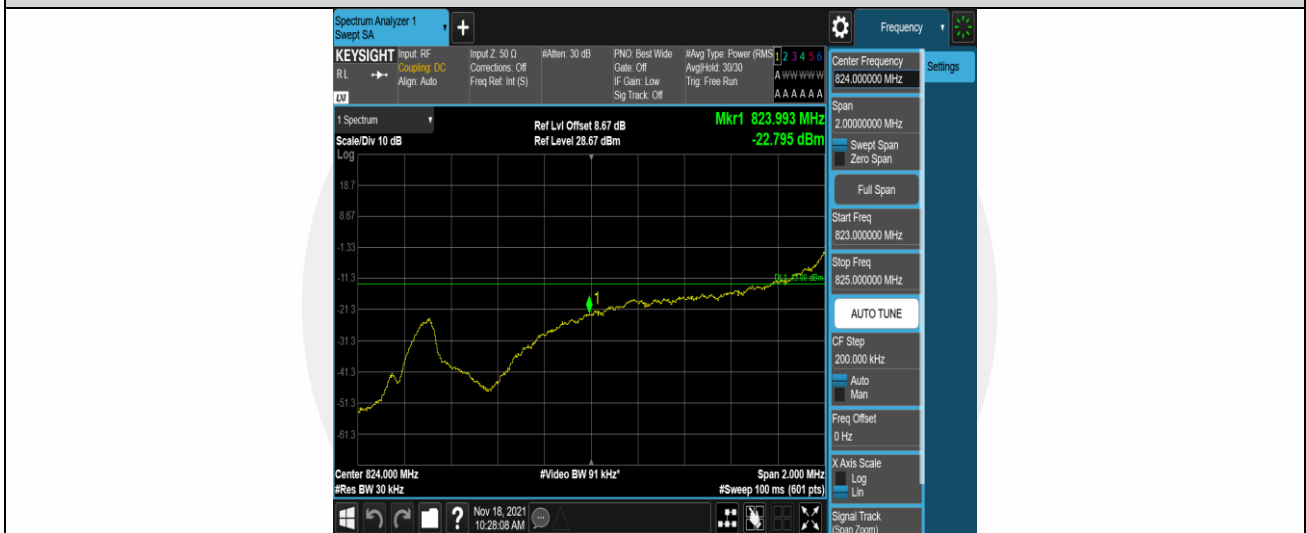 Spectrum Analyzer 1
Swept SA
+
Frequency
KEYSIGHT
Input: RF
Coupling: DC
Align: Auto
Input Z: 50 Ω
Corrections: Off
Freq Ref: Int (S)
#Atten: 30 dB
PNO: Best Wide
Gate: Off
IF Gain: Low
Sig Track: Off
#Avg Type: Power (RMS
Avg|Hold: 30/30
Trig: Free Run
1 2 3 4 5 6
A W W W W W
A A A A A A
R L
LXI
1 Spectrum
Scale/Div 10 dB
Log
Ref Lvl Offset 8.67 dB
Ref Level 28.67 dBm
Mkr1 823.993 MHz
-22.795 dBm
18.7
8.67
-1.33
-11.3
DL1 -13.00 dBm
1
-21.3
-31.3
-41.3
-51.3
-61.3
Center 824.000 MHz
#Video BW 91 kHz*
Span 2.000 MHz
#Res BW 30 kHz
#Sweep 100 ms (601 pts)
?
Nov 18, 2021
10:28:08 AM
Center Frequency
824.000000 MHz
Settings
Span
2.00000000 MHz
Swept Span
Zero Span
Full Span
Start Freq
823.000000 MHz
Stop Freq
825.000000 MHz
AUTO TUNE
CF Step
200.000 kHz
Auto
Man
Freq Offset
0 Hz
X Axis Scale
Log
Lin
Signal Track
(Span Zoom)